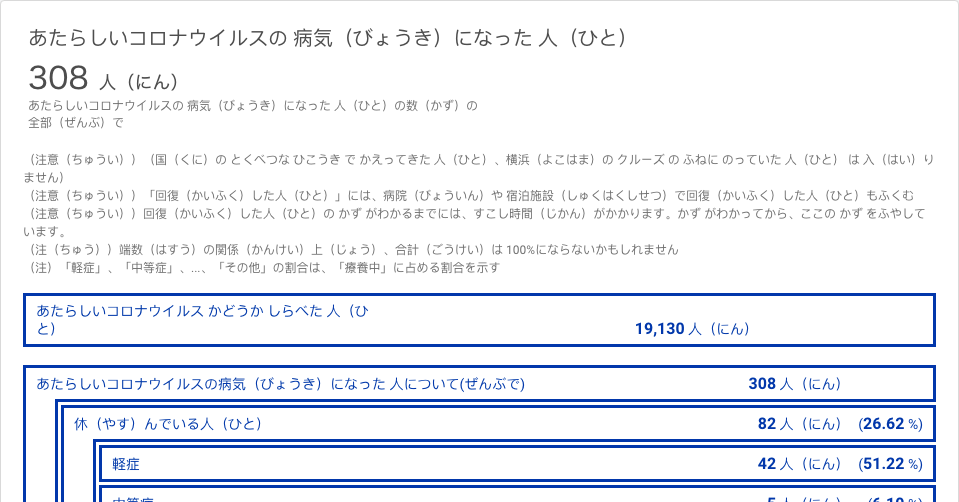 あたらしいコロナウイルスの 病気（びょうき）になった 人（ひと）
308 人（にん）
あたらしいコロナウイルスの 病気（びょうき）になった 人（ひと）の数（かず）の
全部（ぜんぶ）で
（注意（ちゅうい））（国（くに）の とくべつな ひこうき で かえってきた 人（ひと）、横浜（よこはま）の クルーズ の ふねに のっていた 人（ひと） は 入（はい）り
ません）
（注意（ちゅうい））「回復（かいふく）した人（ひと）」には、病院（びょういん）や 宿泊施設（しゅくはくしせつ）で回復（かいふく）した人（ひと）もふくむ
（注意（ちゅうい））回復（かいふく）した人（ひと）の かず がわかるまでには、すこし時間（じかん）がかかります。かず がわかってから、ここの かず をふやして
います。
（注（ちゅう））端数（はすう）の関係（かんけい）上（じょう）、合計（ごうけい）は 100%にならないかもしれません
（注）「軽症」、「中等症」、...、「その他」の割合は、「療養中」に占める割合を示す
あたらしいコロナウイルス かどうか しらべた 人（ひ
と） 19,130 人（にん）
あたらしいコロナウイルスの病気（びょうき）になった 人について(ぜんぶで) 308 人（にん）
休（やす）んでいる人（ひと） 82 人（にん） (26.62 %)
軽症 42 人（にん） (51.22 %)